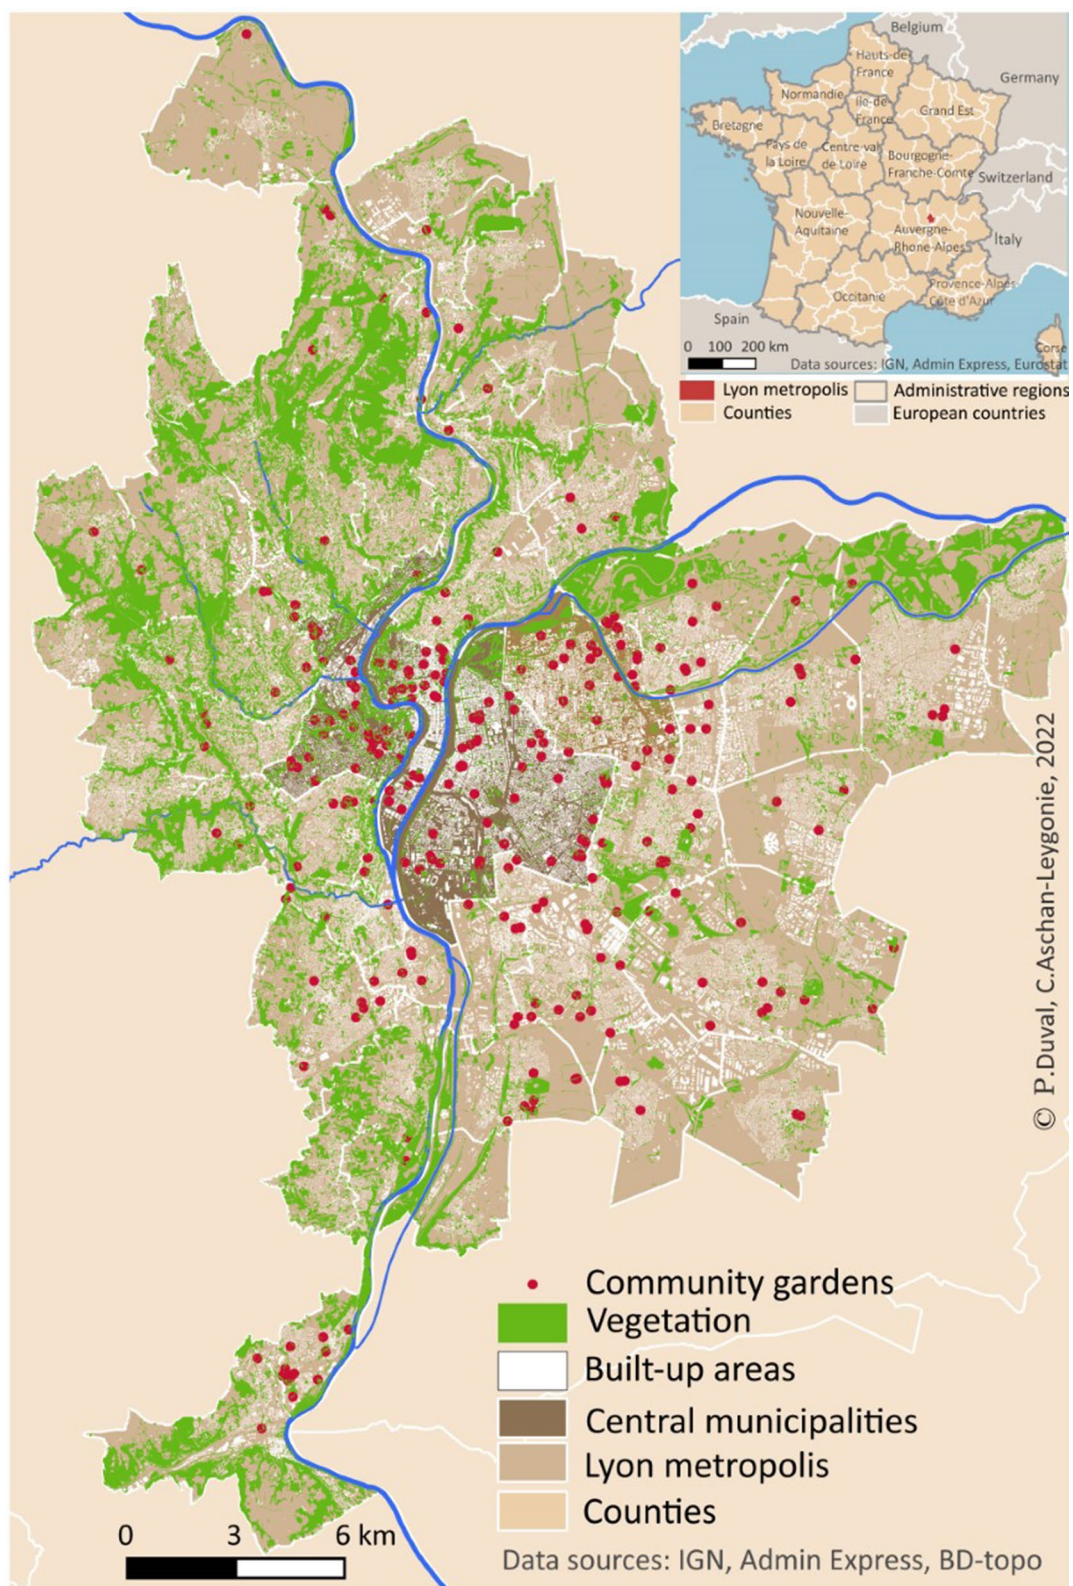 Belgium
Hauts-de-
France
Germany
Normandie
Ile-de-
France
Grand Est
Bretagne
Pays de
la Loire
Centre-val
de Loire
Bourgogne-
Franche-Comte
Switzerland
Nouvelle-
Aquitaine
Auvergne-
Rhone-Alpes
Italy
Provence-Alpes-
Côte d'Azur
Occitanie
Spain
Corse
0 100 200 km
Data sources: IGN, Admin Express, Eurostat
Lyon metropolis
Administrative regions
Counties
European countries
© P.Duval, C.Aschan-Leygonie, 2022
Community gardens
Vegetation
Built-up areas
Central municipalities
Lyon metropolis
Counties
0 3 6 km
Data sources: IGN, Admin Express, BD-topo